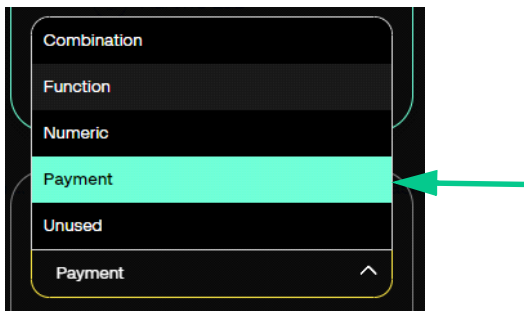 Combination
Function
Numeric
Payment
Unused
Payment